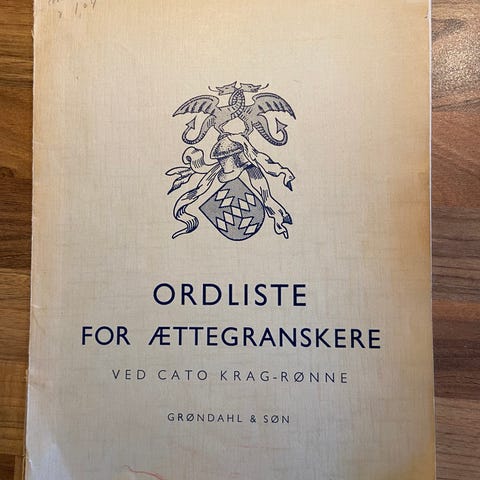 ORDLISTE
FOR ÆTTEGRANSKERE
VED CATO KRAG-RØNNE
GRØNDAHL & SØN